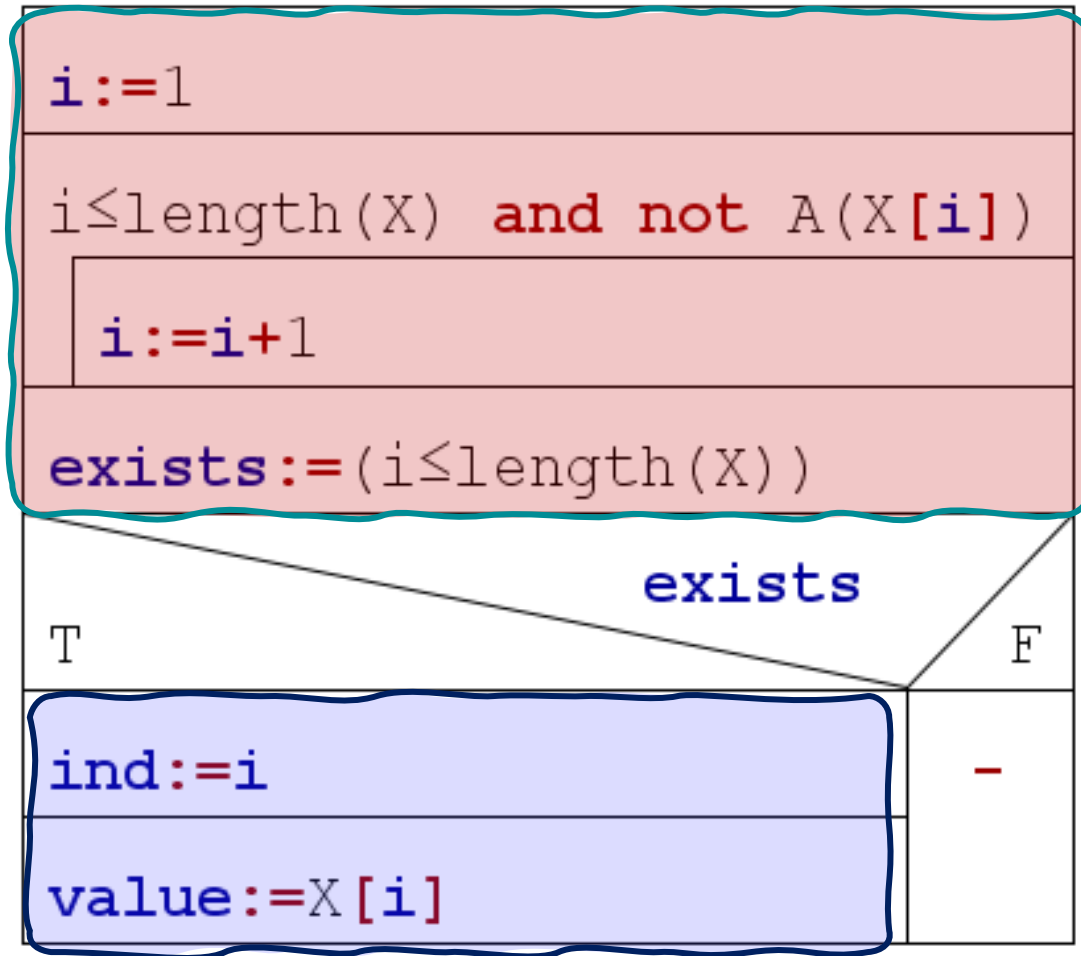 i:=1
i≤length(X) and not A(X[i])
i:=i+1
exists:=(i≤length(X))
exists
T F
ind:=i -
value:=X[i]